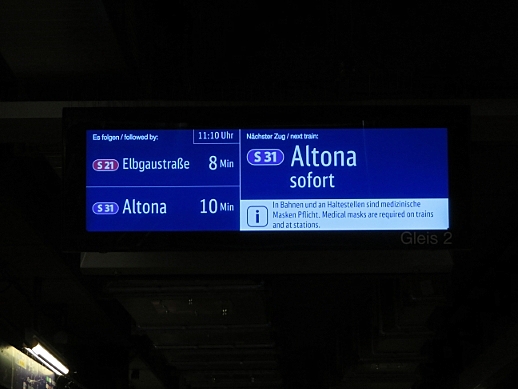 Es folgen / followed by:
11:10 Uhr
S 21 Elbgaustraße 8 Min
S 31 Altona 10 Min
Nächster Zug / next train:
S 31 Altona
sofort
i
In Bahnen und an Haltestellen sind medizinische
Masken Pflicht. Medical masks are required on trains
and at stations.
Gleis 2